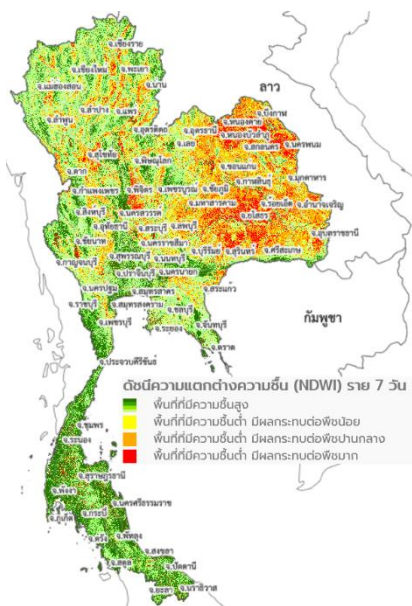 จ.เชียงราย
จ.เชียงใหม่
จ.พะเยา
จ.แม่ฮ่องสอน
จ.น่าน
ลาว
จ.ลำปาง
จ.แพร่
จ.ลำพูน
จ.อุตรดิตถ์
จ.บึงกาฬ
จ.หนองคาย
จ.อุดรธานี
จ.หนองบัวลำภู
จ.เลย
จ.สกลนคร
จ.นครพนม
จ.สุโขทัย
จ.พิษณุโลก
จ.ตาก
จ.ขอนแก่น
จ.กาฬสินธุ์
จ.มุกดาหาร
จ.กำแพงเพชร
จ.พิจิตร
จ.เพชรบูรณ์
จ.ชัยภูมิ
จ.มหาสารคาม
จ.ร้อยเอ็ด
จ.อำนาจเจริญ
จ.ยโสธร
จ.สิงห์บุรี
จ.นครสวรรค์
จ.อุทัยธานี
จ.สระบุรี
จ.ลพบุรี
จ.อุบลราชธานี
จ.ชัยนาท
จ.นครราชสีมา
จ.บุรีรัมย์
จ.สุรินทร์
จ.ศรีสะเกษ
จ.กาญจนบุรี
จ.สุพรรณบุรี
จ.นนทบุรี
จ.ปราจีนบุรี
จ.นครนายก
จ.นครปฐม
จ.สมุทรสาคร
จ.สระแก้ว
จ.ราชบุรี
จ.สมุทรสงคราม
จ.ชลบุรี
จ.เพชรบุรี
จ.ระยอง
จ.จันทบุรี
กัมพูชา
จ.ตราด
จ.ประจวบคีรีขันธ์
ดัชนีความแตกต่างความชื้น (NDWI) ราย 7 วัน
พื้นที่ที่มีความชื้นสูง
พื้นที่ที่มีความชื้นต่ำ มีผลกระทบต่อพืชน้อย
พื้นที่ที่มีความชื้นต่ำ มีผลกระทบต่อพืชปานกลาง
พื้นที่ที่มีความชื้นต่ำ มีผลกระทบต่อพืชมาก
จ.ชุมพร
จ.ระนอง
จ.สุราษฎร์ธานี
จ.พังงา
จ.นครศรีธรรมราช
จ.กระบี่
จ.ภูเก็ต
จ.พัทลุง
จ.ตรัง
จ.สงขลา
จ.สตูล
จ.ปัตตานี
จ.ยะลา
จ.นราธิวาส